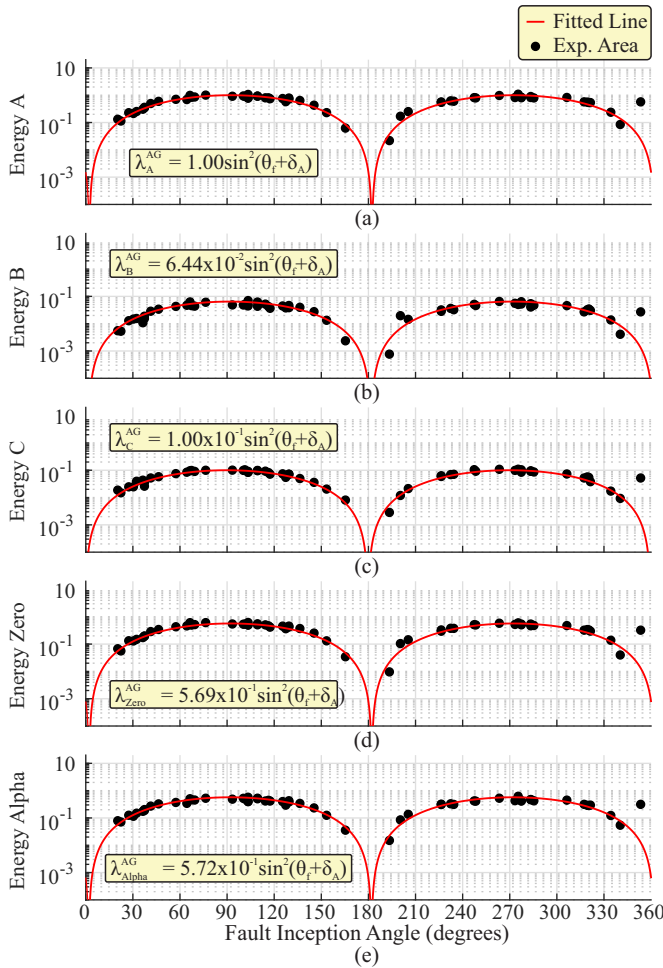 Fitted Line
Exp. Area
10
10⁻¹
10⁻³
Energy A
λ_A^AG = 1.00sin²(θ_f+δ_A)
(a)
10
10⁻¹
10⁻³
Energy B
λ_B^AG = 6.44x10⁻²sin²(θ_f+δ_A)
(b)
10
10⁻¹
10⁻³
Energy C
λ_C^AG = 1.00x10⁻¹sin²(θ_f+δ_A)
(c)
10
10⁻¹
10⁻³
Energy Zero
λ_Zero^AG = 5.69x10⁻¹sin²(θ_f+δ_A)
(d)
10
10⁻¹
10⁻³
Energy Alpha
λ_Alpha^AG = 5.72x10⁻¹sin²(θ_f+δ_A)
0 30 60 90 120 150 180 210 240 270 300 330 360
Fault Inception Angle (degrees)
(e)